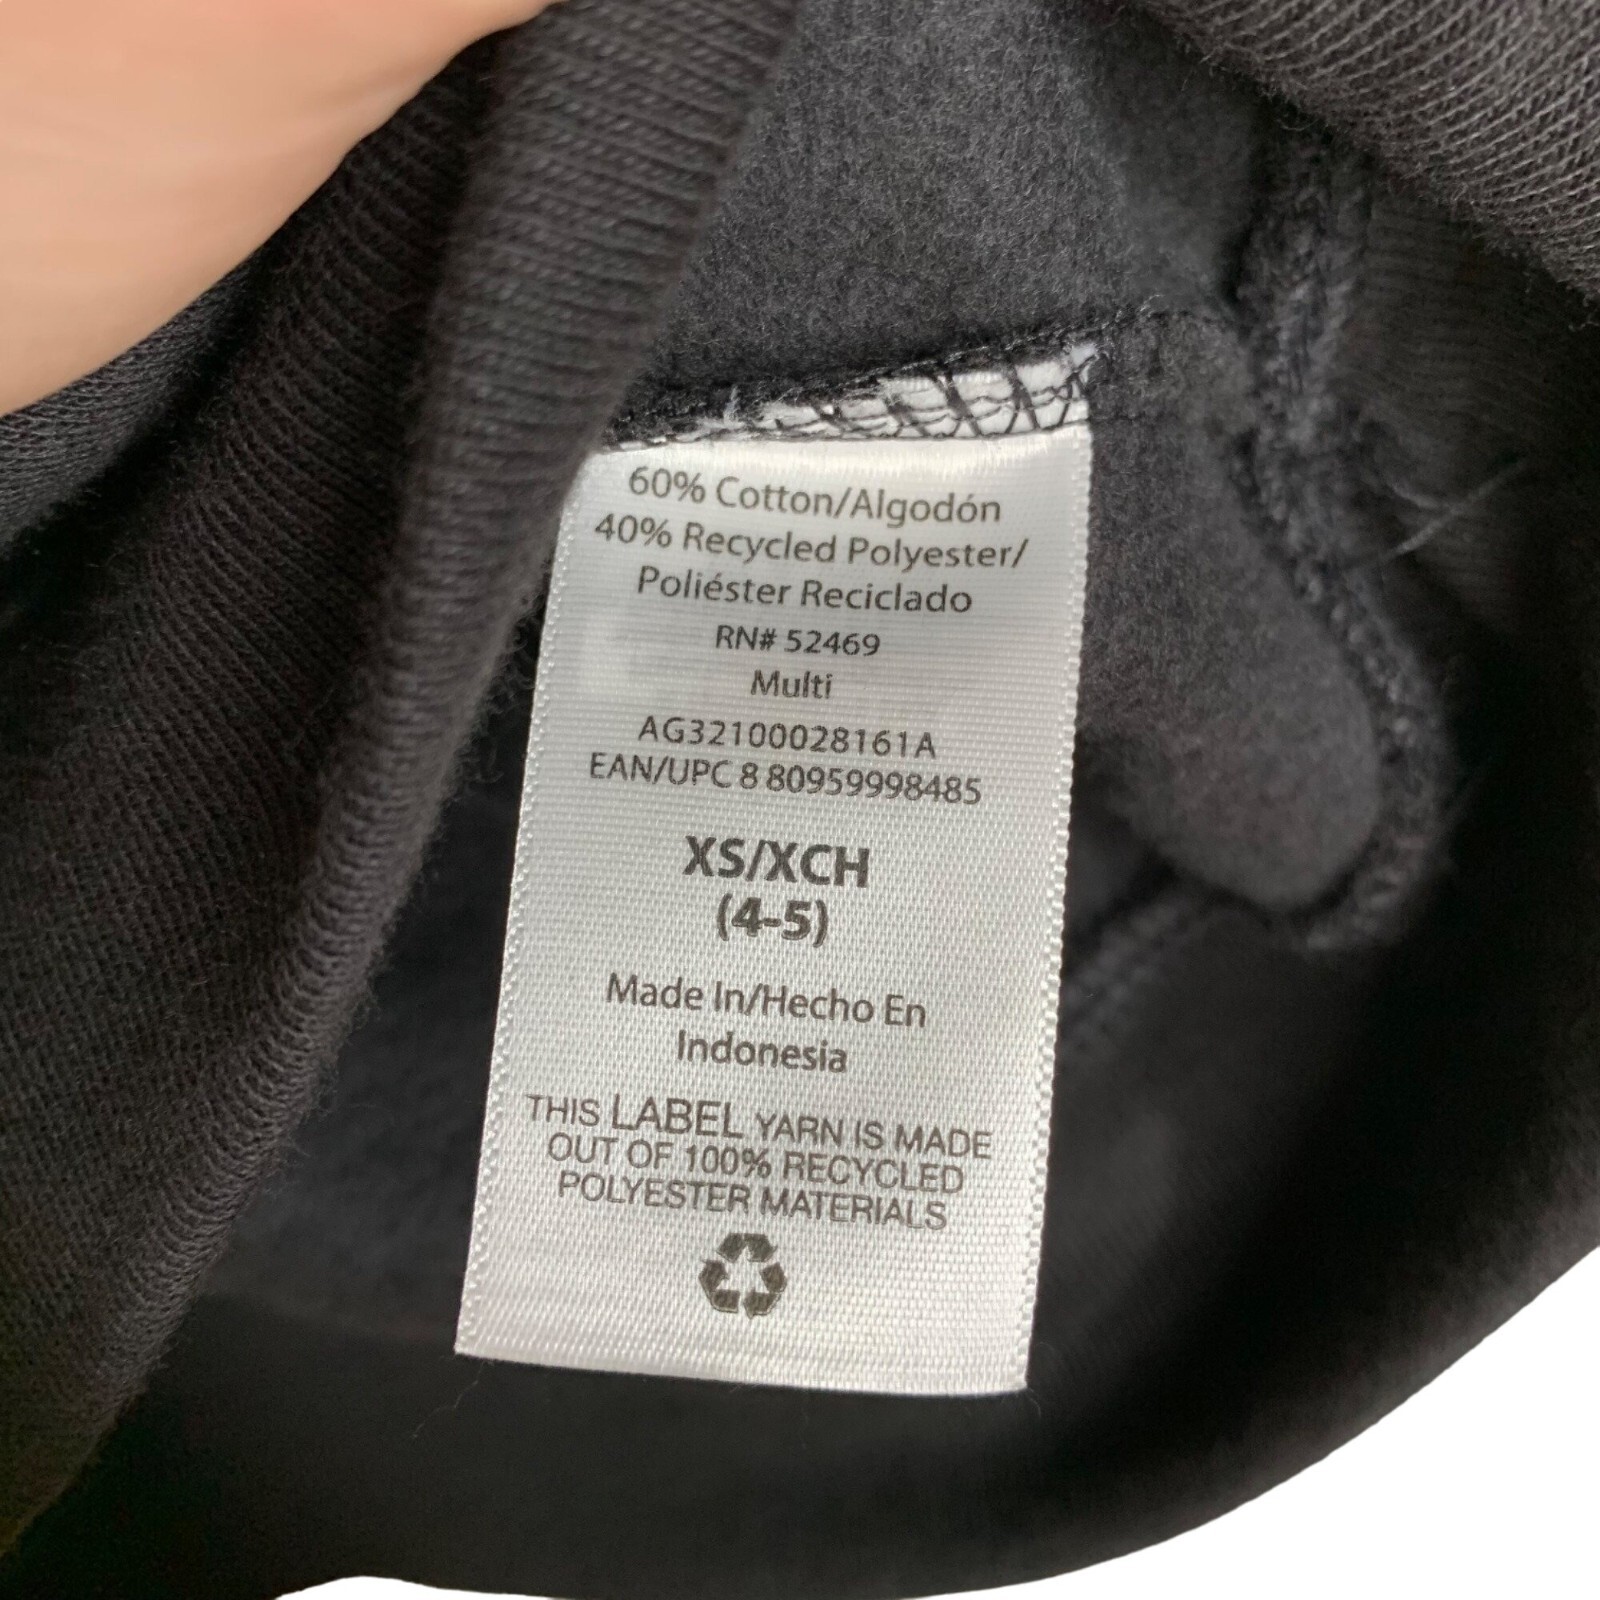 60% Cotton/Algodón
40% Recycled Polyester/
Poliéster Reciclado
RN# 52469
Multi
AG32100028161A
EAN/UPC 8 80959998485
XS/XCH
(4-5)
Made In/Hecho En
Indonesia
THIS LABEL YARN IS MADE
OUT OF 100% RECYCLED
POLYESTER MATERIALS